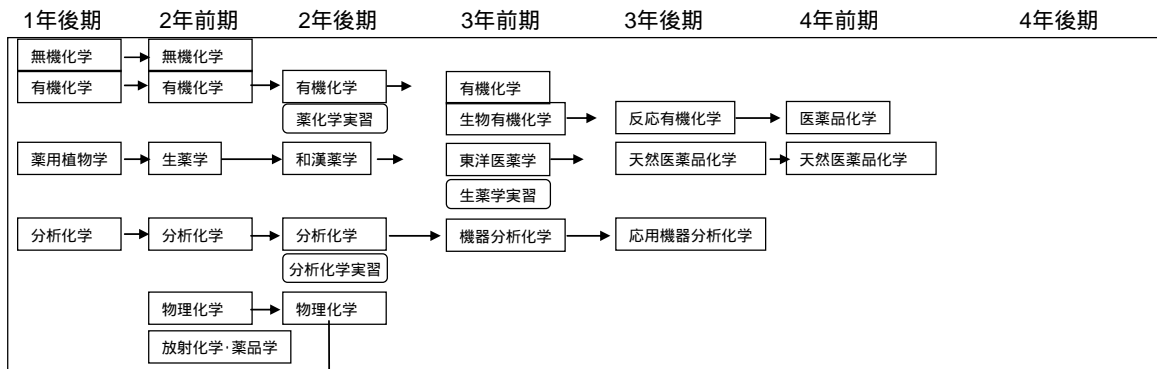 1年後期 2年前期 2年後期 3年前期 3年後期 4年前期 4年後期
無機化学 無機化学
有機化学 有機化学 有機化学 有機化学
薬化学実習 生物有機化学 反応有機化学 医薬品化学
薬用植物学 生薬学 和漢薬学 東洋医薬学 天然医薬品化学 天然医薬品化学
生薬学実習
分析化学 分析化学 分析化学 機器分析化学 応用機器分析化学
分析化学実習
物理化学 物理化学
放射化学・薬品学